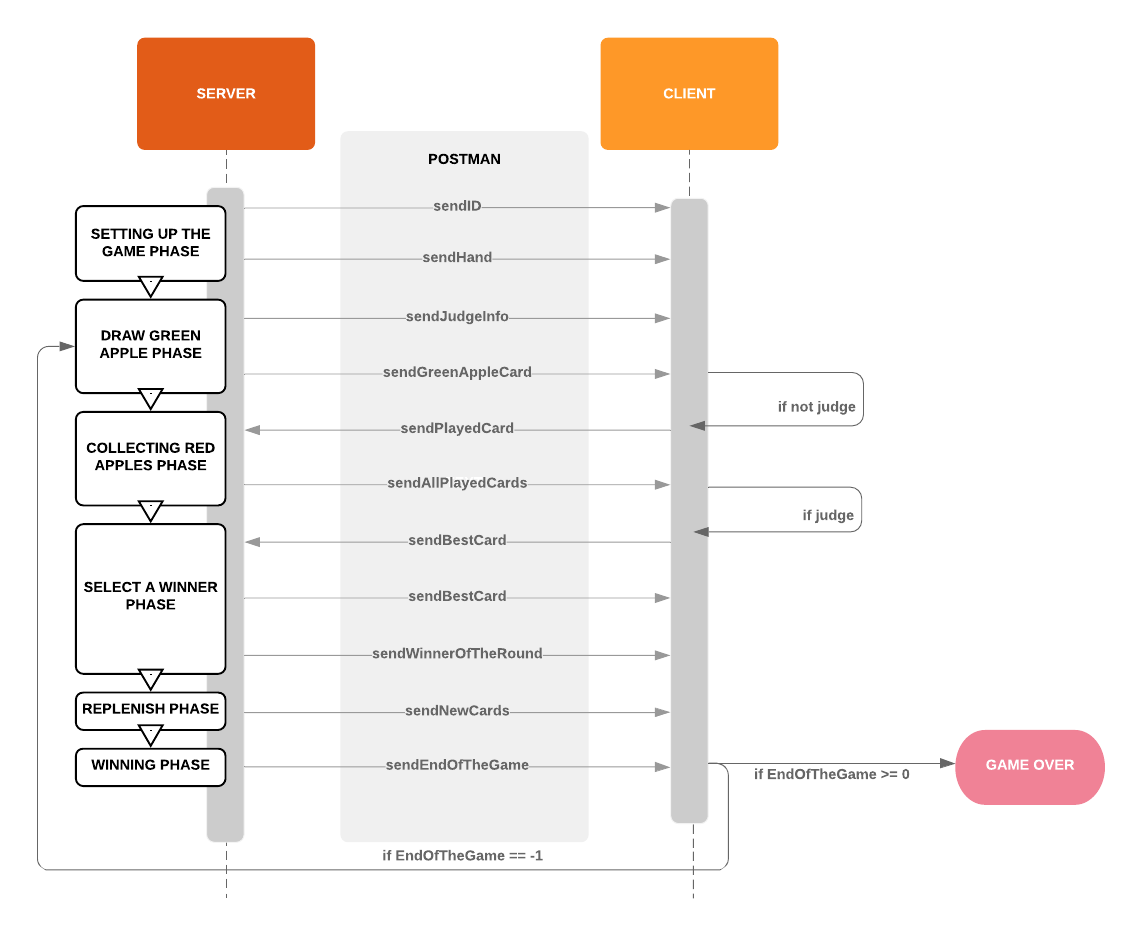 SERVER
CLIENT
POSTMAN
sendID
SETTING UP THE
GAME PHASE
sendHand
sendJudgeInfo
DRAW GREEN
APPLE PHASE
sendGreenAppleCard
if not judge
sendPlayedCard
COLLECTING RED
APPLES PHASE
sendAllPlayedCards
if judge
sendBestCard
SELECT A WINNER
PHASE
sendBestCard
sendWinnerOfTheRound
REPLENISH PHASE
sendNewCards
WINNING PHASE
sendEndOfTheGame
GAME OVER
if EndOfTheGame >= 0
if EndOfTheGame == -1